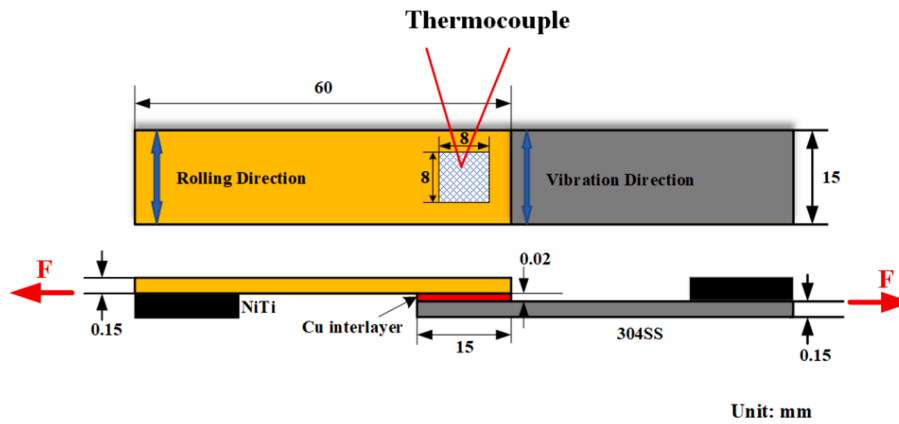 Thermocouple
60
8
8
Rolling Direction
Vibration Direction
15
F
0.02
F
NiTi
0.15
Cu interlayer
15
304SS
0.15
Unit: mm